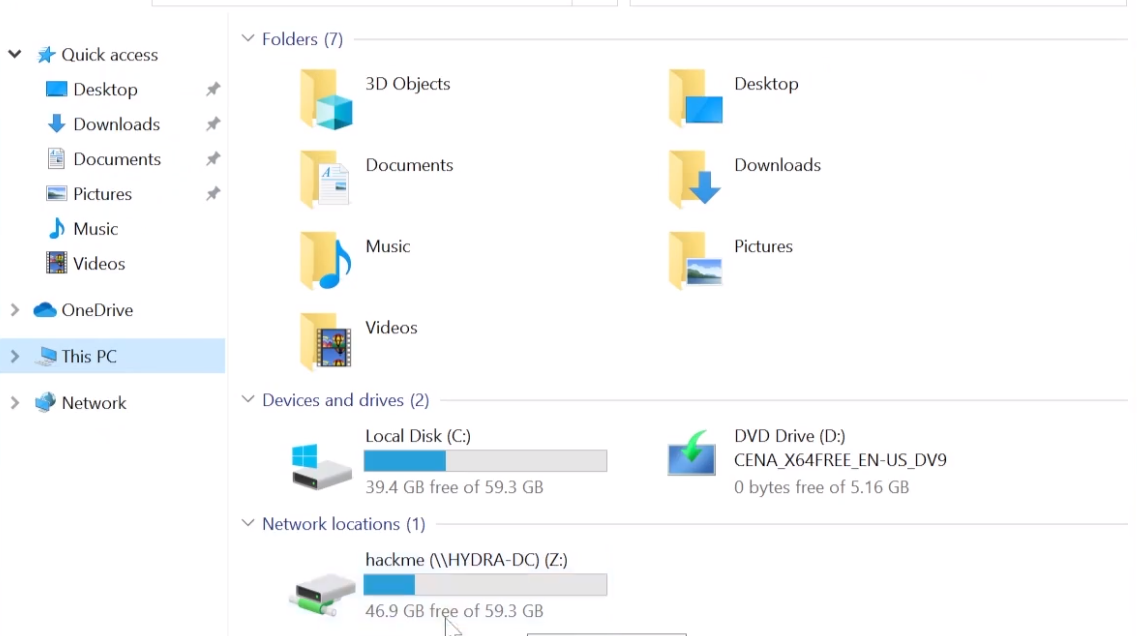 Quick access
Desktop
Downloads
Documents
Pictures
Music
Videos
OneDrive
This PC
Network
Folders (7)
3D Objects
Desktop
Documents
Downloads
Music
Pictures
Videos
Devices and drives (2)
Local Disk (C:)
39.4 GB free of 59.3 GB
DVD Drive (D:)
CENA_X64FREE_EN-US_DV9
0 bytes free of 5.16 GB
Network locations (1)
hackme (\\HYDRA-DC) (Z:)
46.9 GB free of 59.3 GB